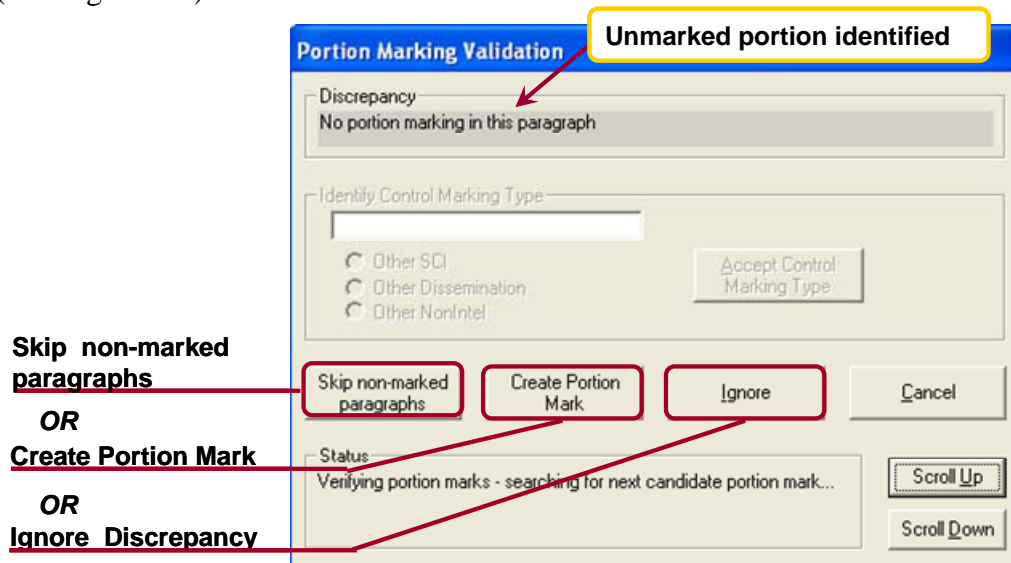 Unmarked portion identified
Portion Marking Validation
Discrepancy
No portion marking in this paragraph
Identify Control Marking Type
Other SCI
Other Dissemination
Other NonIntel
Accept Control
Marking Type
Skip non-marked
paragraphs
OR
Create Portion Mark
OR
Ignore Discrepancy
Skip non-marked
paragraphs
Create Portion
Mark
Ignore
Cancel
Status
Verifying portion marks - searching for next candidate portion mark...
Scroll Up
Scroll Down